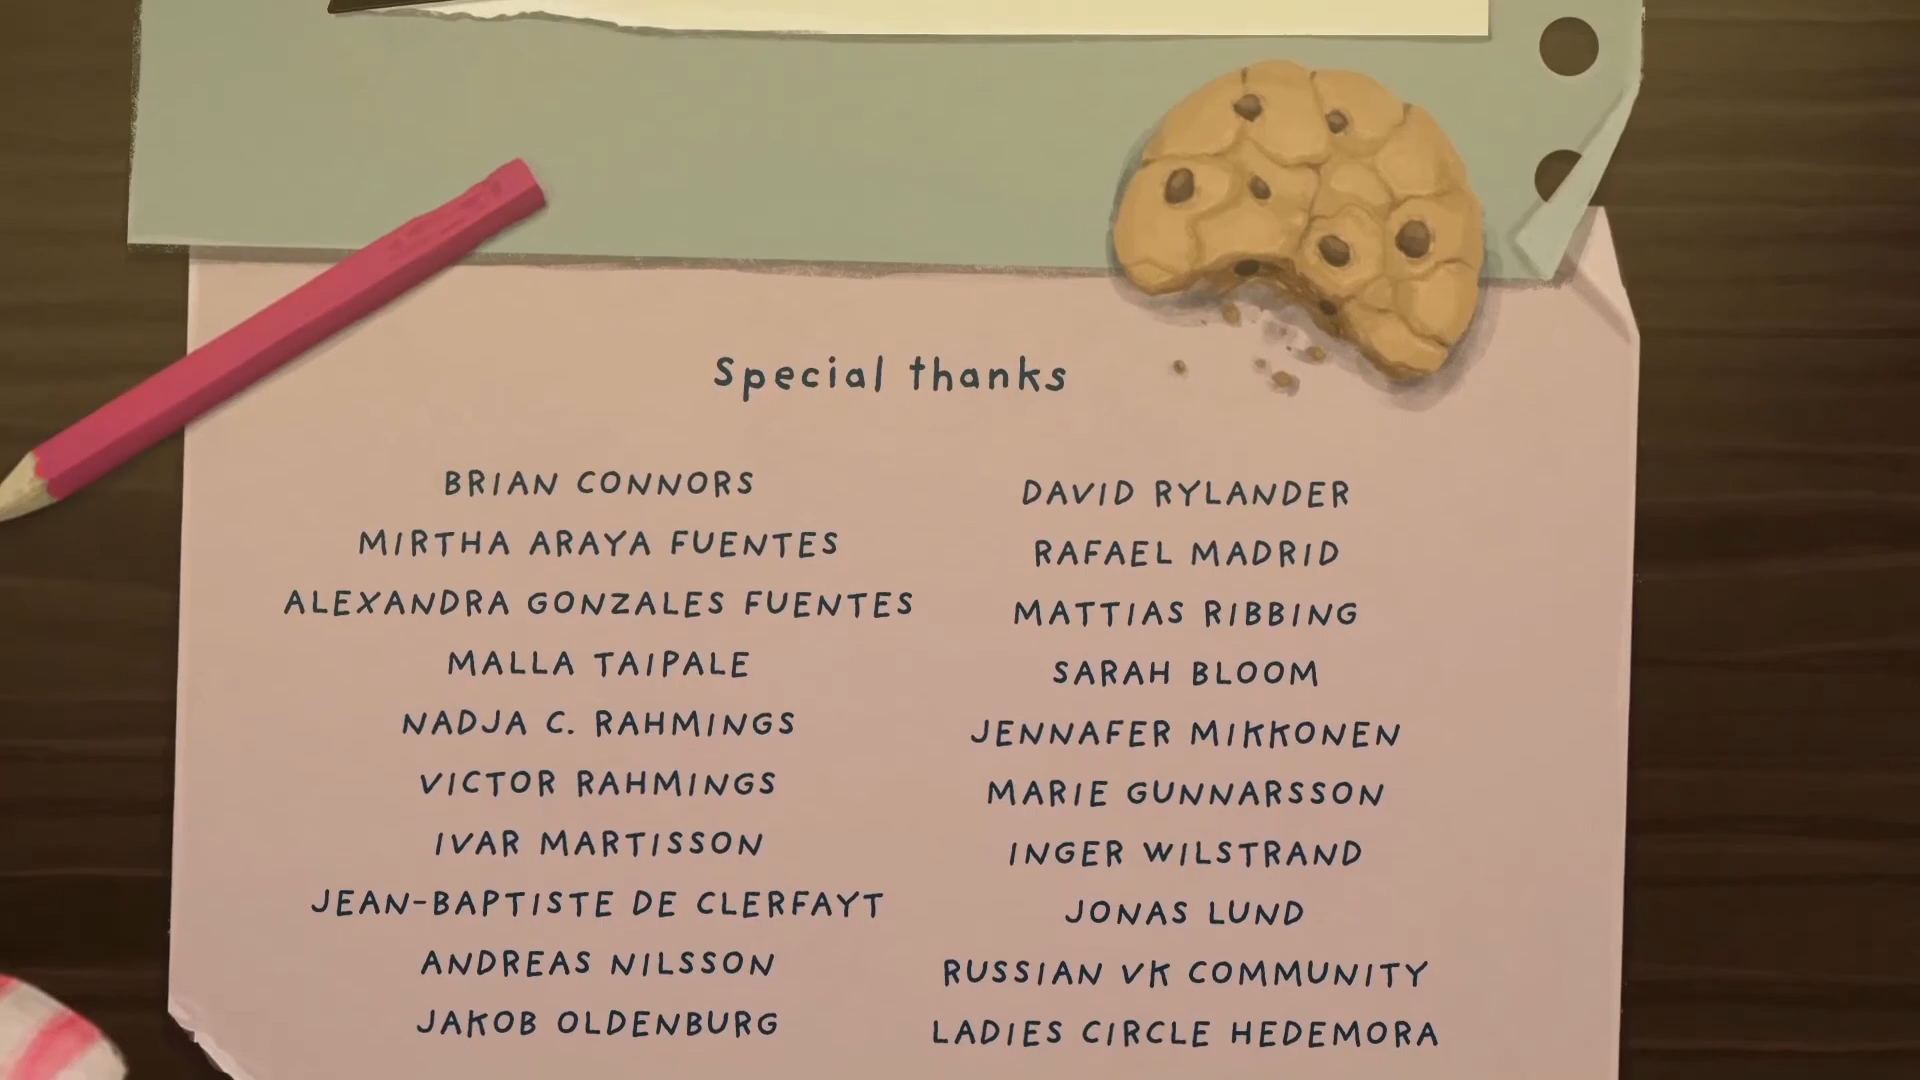 Special thanks
BRIAN CONNORS
MIRTHA ARAYA FUENTES
ALEXANDRA GONZALES FUENTES
MALLA TAIPALE
NADJA C. RAHMINGS
VICTOR RAHMINGS
IVAR MARTISSON
JEAN-BAPTISTE DE CLERFAYT
ANDREAS NILSSON
JAKOB OLDENBURG
DAVID RYLANDER
RAFAEL MADRID
MATTIAS RIBBING
SARAH BLOOM
JENNAFER MIKKONEN
MARIE GUNNARSSON
INGER WILSTRAND
JONAS LUND
RUSSIAN VK COMMUNITY
LADIES CIRCLE HEDEMORA